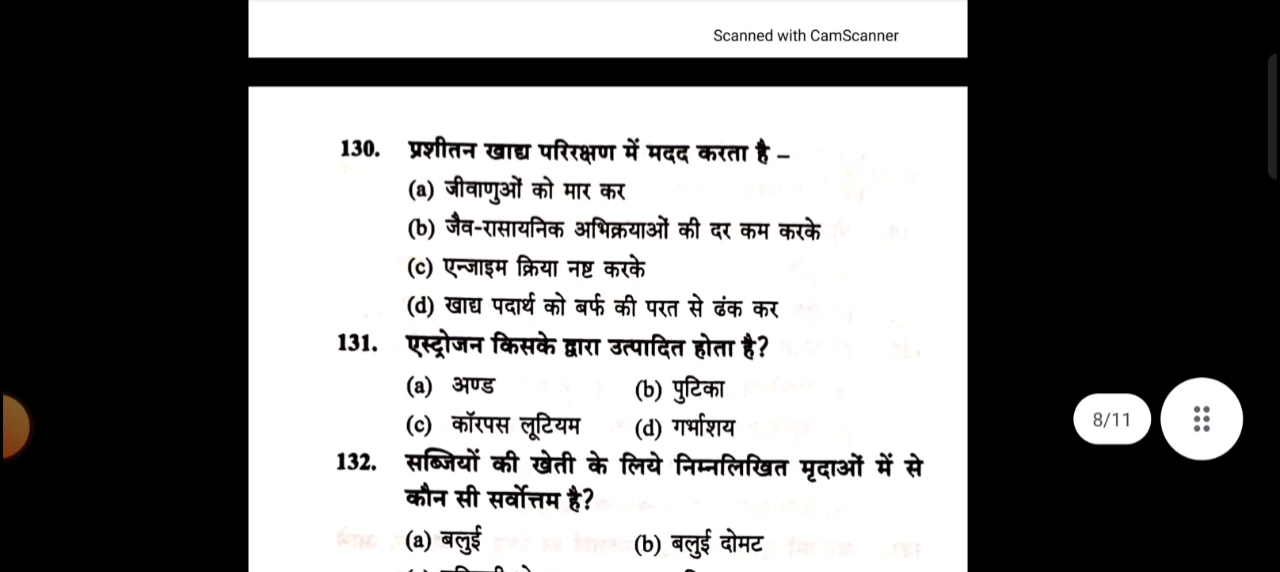 Scanned with CamScanner
130. प्रशीतन खाद्य परिरक्षण में मदद करता है –
(a) जीवाणुओं को मार कर
(b) जैव-रासायनिक अभिक्रयाओं की दर कम करके
(c) एन्जाइम क्रिया नष्ट करके
(d) खाद्य पदार्थ को बर्फ की परत से ढंक कर
131. एस्ट्रोजन किसके द्वारा उत्पादित होता है?
(a) अण्ड (b) पुटिका
(c) कॉरपस लूटियम (d) गर्भाशय
8/11
132. सब्जियों की खेती के लिये निम्नलिखित मृदाओं में से
कौन सी सर्वोत्तम है?
(a) बलुई (b) बलुई दोमट